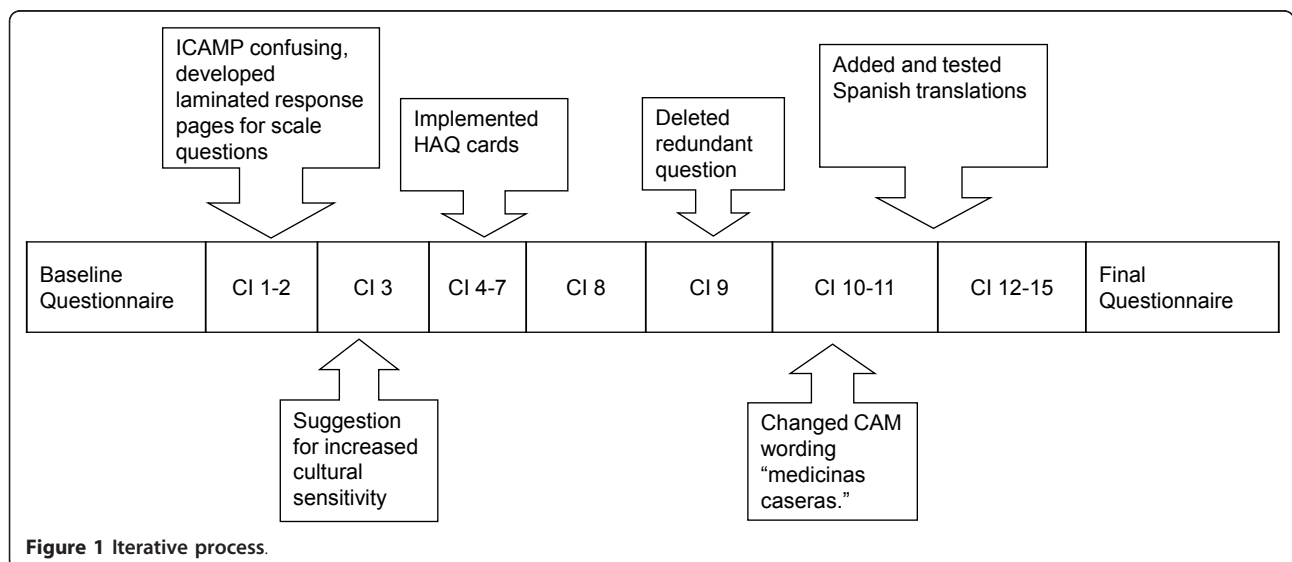 ICAMP confusing,
developed
laminated response
pages for scale
questions
Implemented
HAQ cards
Deleted
redundant
question
Added and tested
Spanish translations
Baseline
Questionnaire
CI 1-2
CI 3
CI 4-7
CI 8
CI 9
CI 10-11
CI 12-15
Final
Questionnaire
Suggestion
for increased
cultural
sensitivity
Changed CAM
wording
“medicinas
caseras.”
Figure 1 Iterative process.